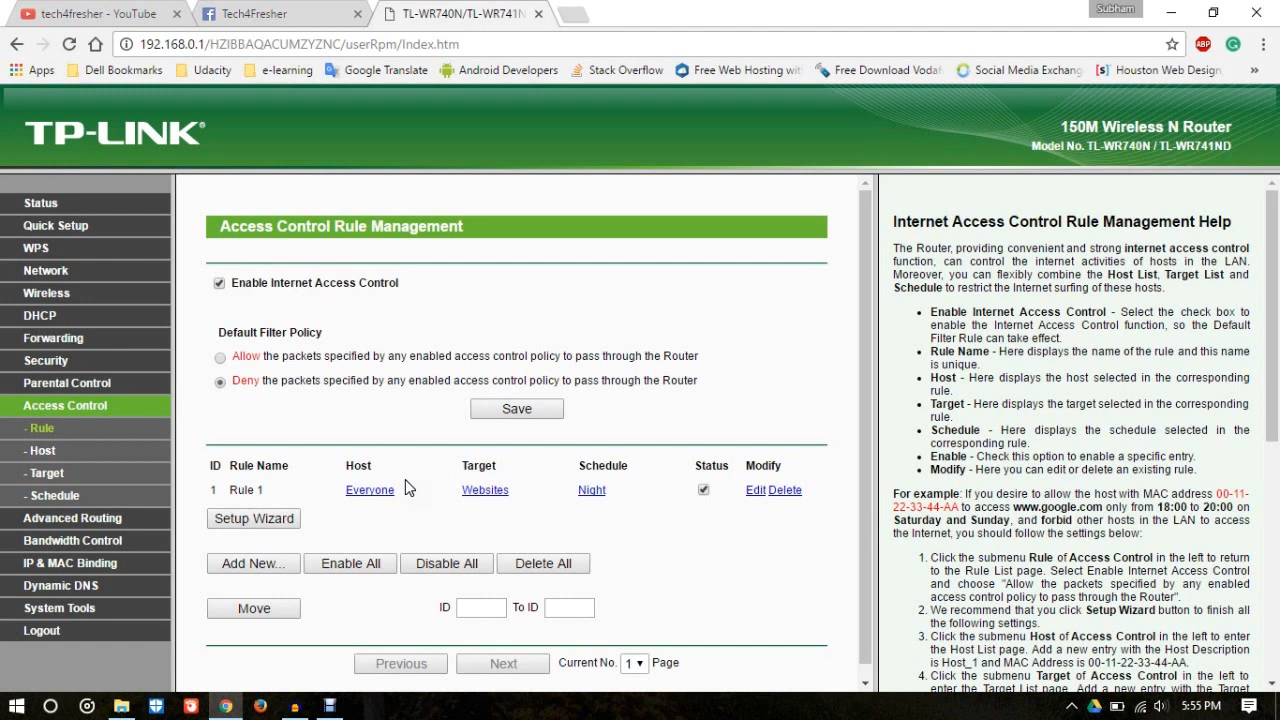 tech4fresher - YouTube
Tech4Fresher
TL-WR740N/TL-WR741N
Subham
192.168.0.1/HZIBBAQACUMZYZNC/userRpm/Index.htm
ABP
Apps
Dell Bookmarks
Udacity
e-learning
Google Translate
Android Developers
Stack Overflow
Free Web Hosting wit
Free Download Vodaf
Social Media Exchang
Houston Web Design,
TP-LINK®
150M Wireless N Router
Model No. TL-WR740N / TL-WR741ND
Status
Quick Setup
WPS
Network
Wireless
DHCP
Forwarding
Security
Parental Control
Access Control
- Rule
- Host
- Target
- Schedule
Advanced Routing
Bandwidth Control
IP & MAC Binding
Dynamic DNS
System Tools
Logout
Access Control Rule Management
Enable Internet Access Control
Default Filter Policy
Allow the packets specified by any enabled access control policy to pass through the Router
Deny the packets specified by any enabled access control policy to pass through the Router
Save
ID Rule Name Host Target Schedule Status Modify
1 Rule 1 Everyone Websites Night Edit Delete
Setup Wizard
Add New... Enable All Disable All Delete All
Move ID To ID
Previous Next Current No. 1 Page
Internet Access Control Rule Management Help
The Router, providing convenient and strong internet access control
function, can control the internet activities of hosts in the LAN.
Moreover, you can flexibly combine the Host List, Target List and
Schedule to restrict the Internet surfing of these hosts.
• Enable Internet Access Control - Select the check box to
enable the Internet Access Control function, so the Default
Filter Rule can take effect.
• Rule Name - Here displays the name of the rule and this name
is unique.
• Host - Here displays the host selected in the corresponding
rule.
• Target - Here displays the target selected in the corresponding
rule.
• Schedule - Here displays the schedule selected in the
corresponding rule.
• Enable - Check this option to enable a specific entry.
• Modify - Here you can edit or delete an existing rule.
For example: If you desire to allow the host with MAC address 00-11-
22-33-44-AA to access www.google.com only from 18:00 to 20:00 on
Saturday and Sunday, and forbid other hosts in the LAN to access
the Internet, you should follow the settings below:
1. Click the submenu Rule of Access Control in the left to return
to the Rule List page. Select Enable Internet Access Control
and choose "Allow the packets specified by any enabled
access control policy to pass through the Router".
2. We recommend that you click Setup Wizard button to finish all
the following settings.
3. Click the submenu Host of Access Control in the left to enter
the Host List page. Add a new entry with the Host Description
is Host_1 and MAC Address is 00-11-22-33-44-AA.
4. Click the submenu Target of Access Control in the left to
enter the Target List page. Add a new entry with the Target
5:55 PM